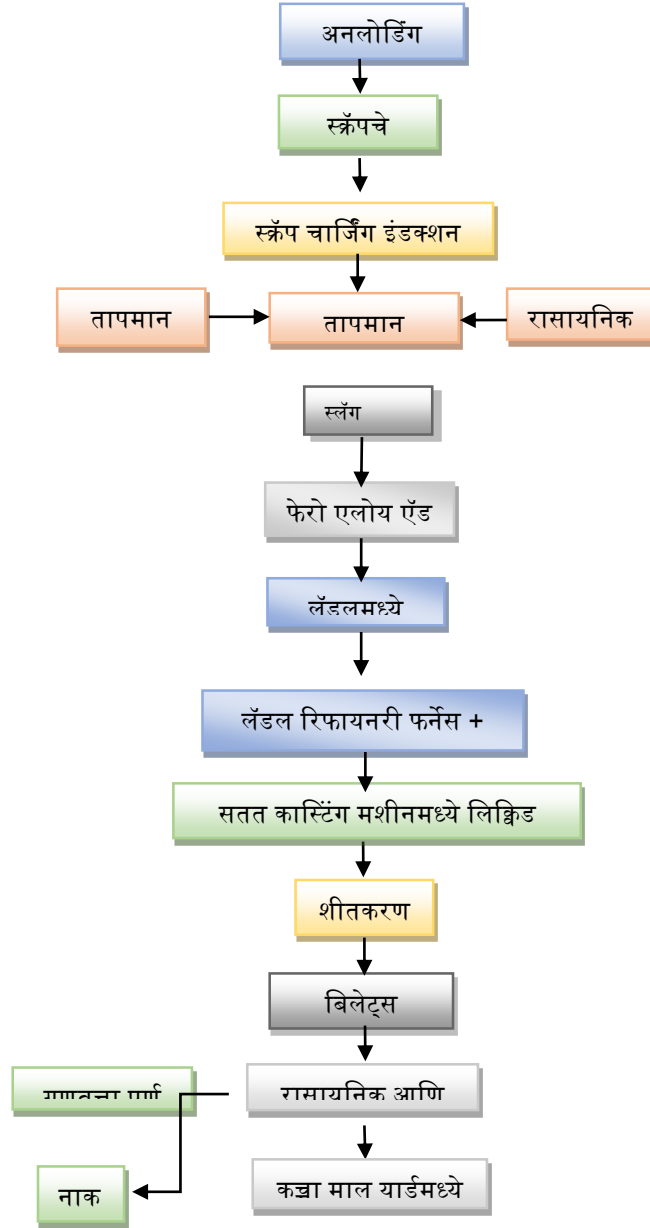 अनलोडिंग
स्क्रॅपचे
स्क्रॅप चार्जिंग इंडक्शन
तापमान
तापमान
रासायनिक
स्लॅग
फेरो एलोय ऍड
लॅडलमध्ये
लॅडल रिफायनरी फर्नेस +
सतत कास्टिंग मशीनमध्ये लिक्विड
शीतकरण
बिलेट्स
रासायनिक आणि
नाक
कच्चा माल यार्डमध्ये